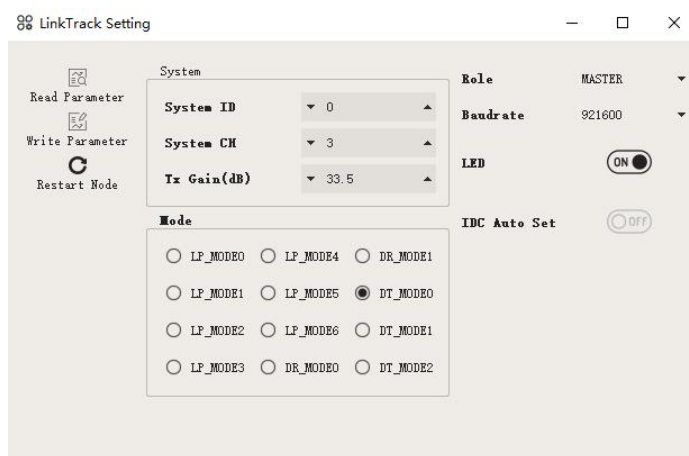 LinkTrack Setting
Read Parameter
Write Parameter
Restart Node
System
System ID 0
System CH 3
Tx Gain(dB) 33.5
Mode
LP_MODE0 LP_MODE4 DR_MODE1
LP_MODE1 LP_MODE5 DT_MODE0
LP_MODE2 LP_MODE6 DT_MODE1
LP_MODE3 DR_MODE0 DT_MODE2
Role MASTER
Baudrate 921600
LED ON
IDC Auto Set OFF